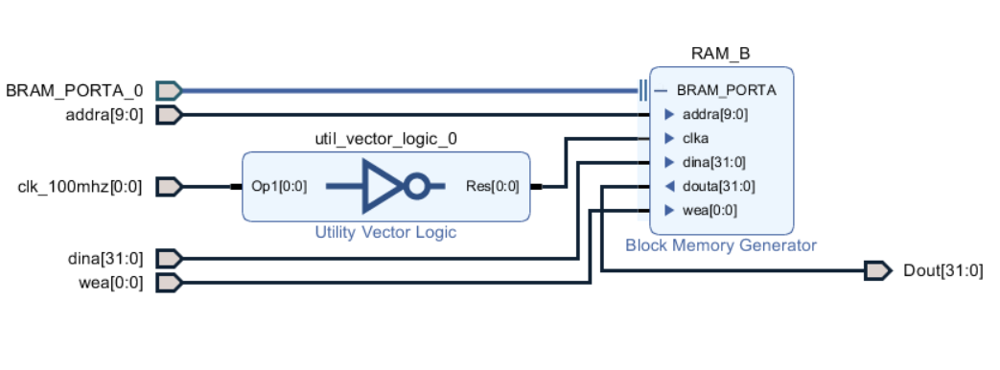 RAM_B
BRAM_PORTA_0
BRAM_PORTA
addra[9:0]
addra[9:0]
util_vector_logic_0
clka
dina[31:0]
clk_100mhz[0:0]
Op1[0:0]
Res[0:0]
douta[31:0]
wea[0:0]
Utility Vector Logic
Block Memory Generator
dina[31:0]
Dout[31:0]
wea[0:0]